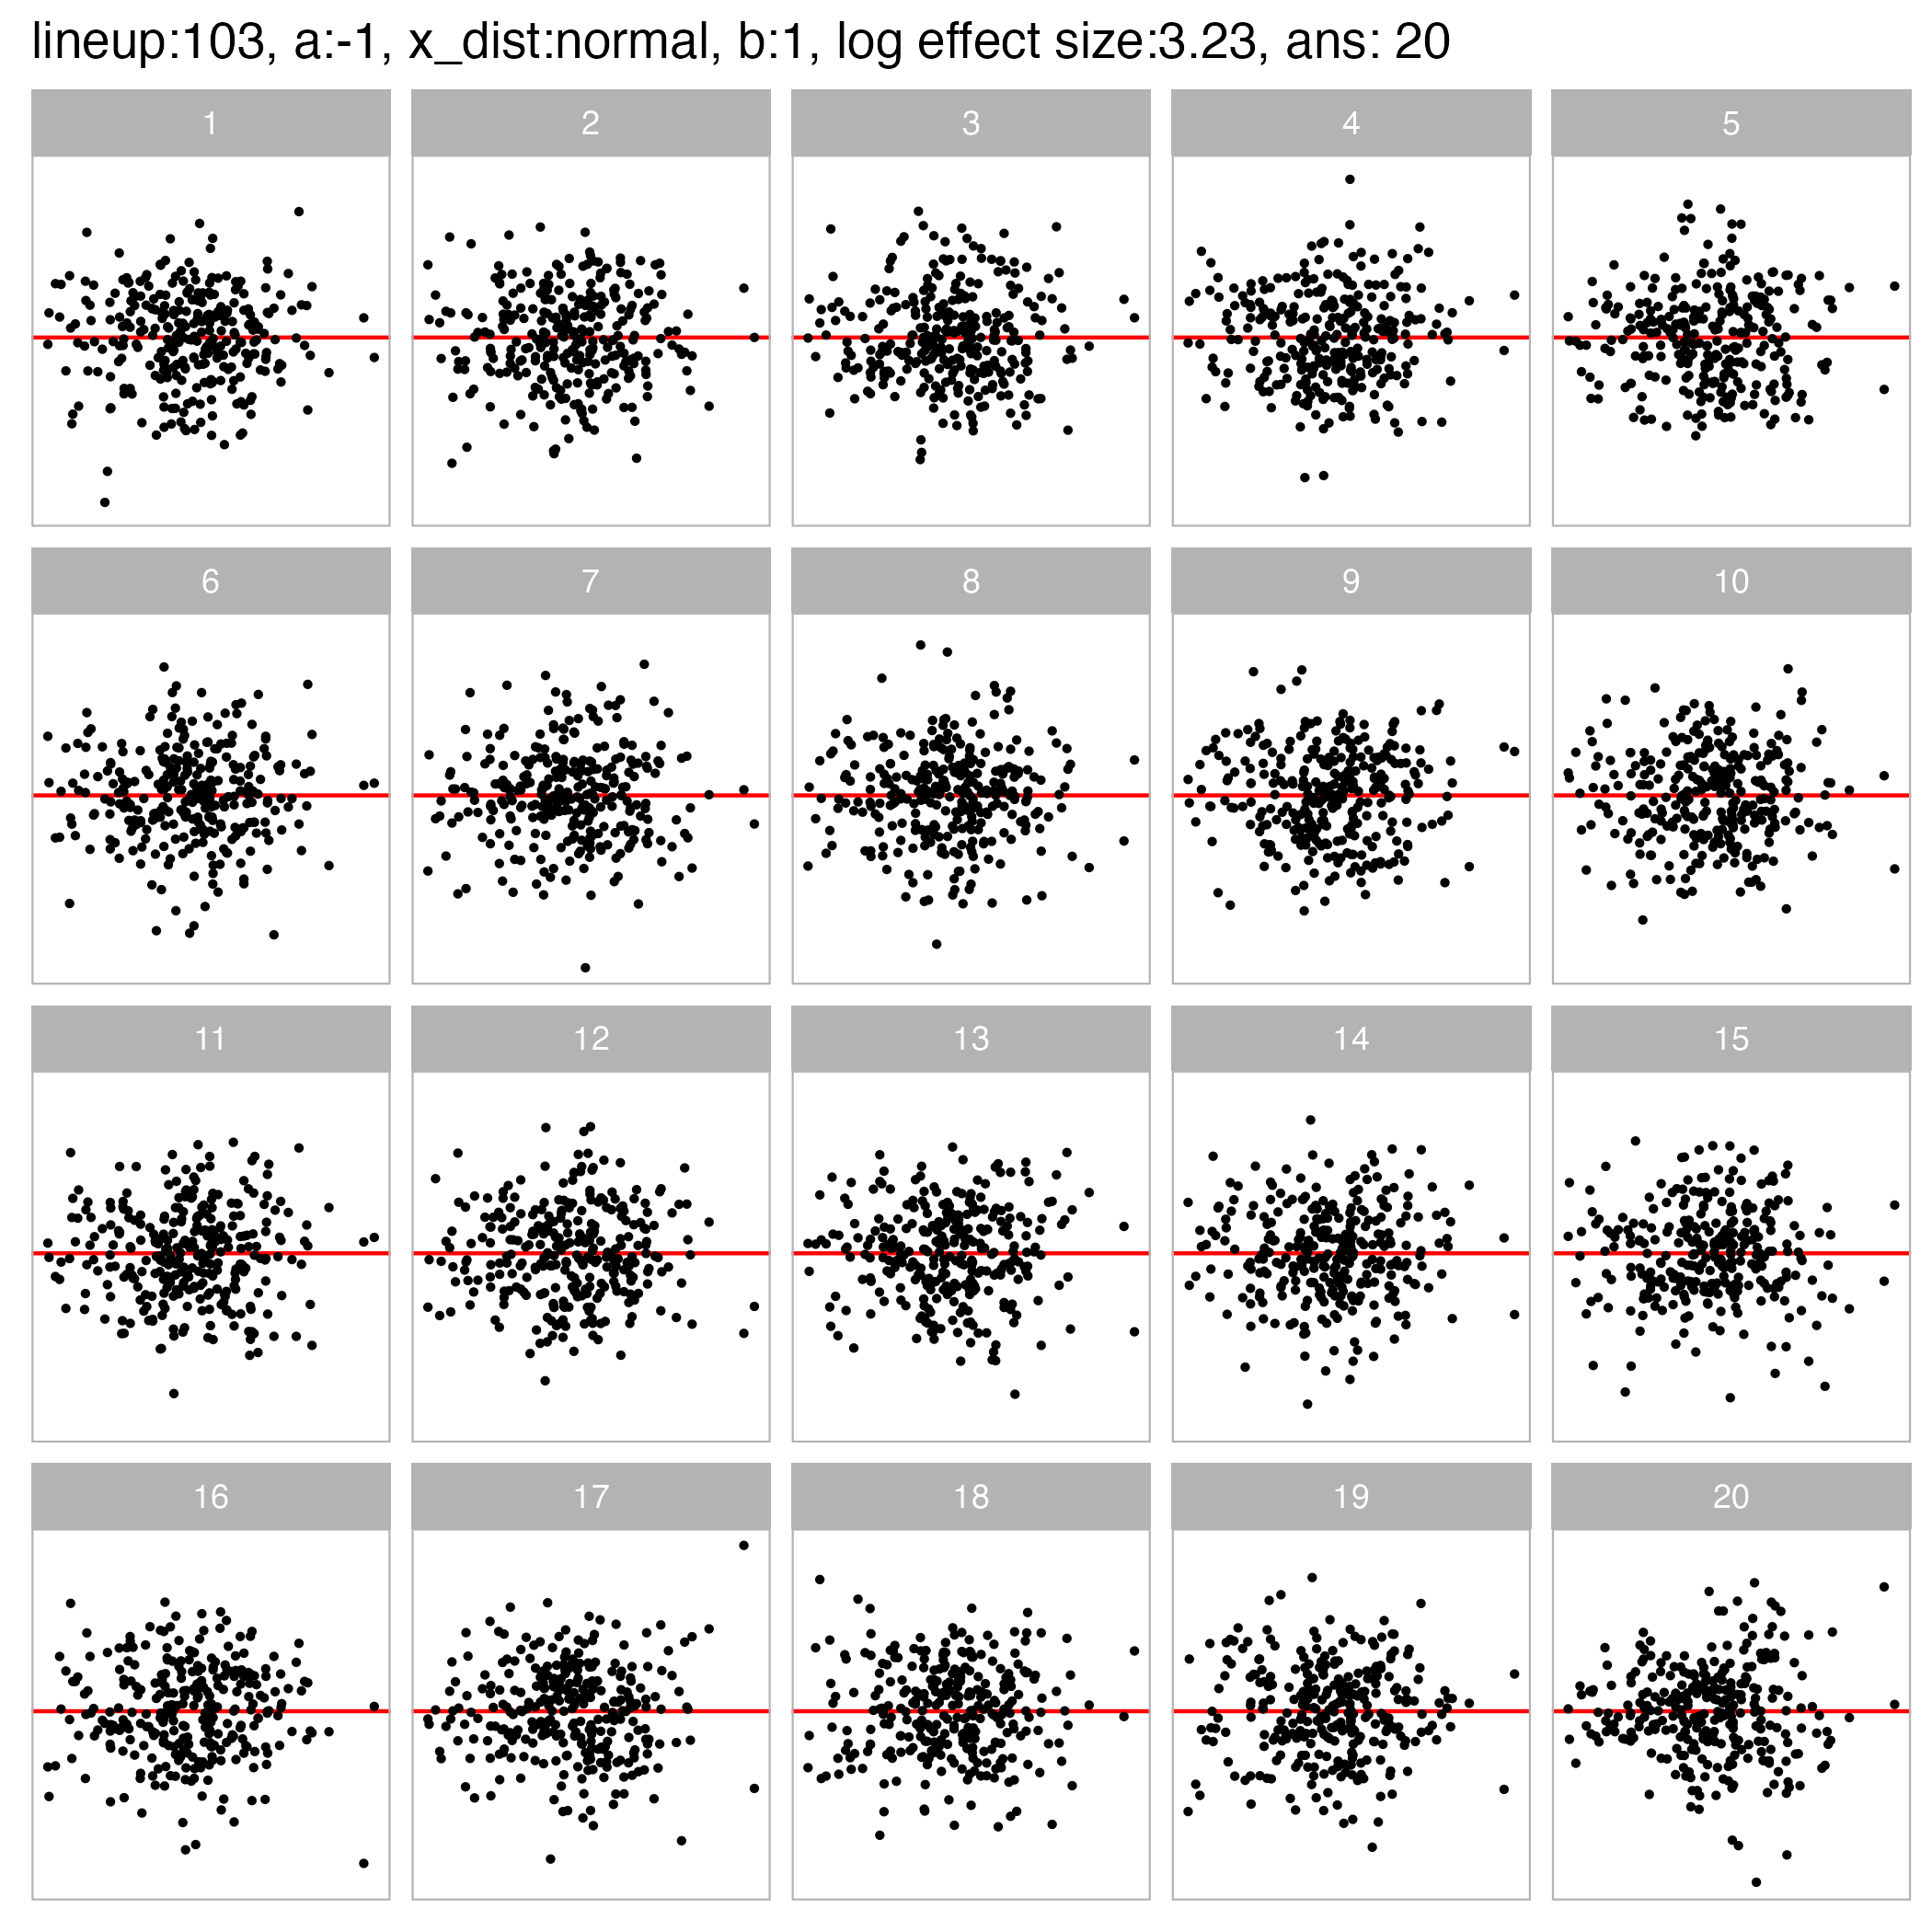 lineup:103, a:-1, x_dist:normal, b:1, log effect size:3.23, ans: 20
1 2 3 4 5
6 7 8 9 10
11 12 13 14 15
16 17 18 19 20